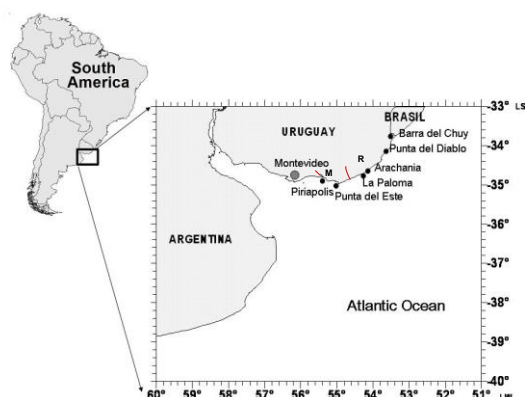 South
America
-33° LS
BRASIL
URUGUAY
Barra del Chuy
-34°
Punta del Diablo
R
Arachania
Montevideo
M
La Paloma
-35°
Piriapolis
Punta del Este
ARGENTINA
-36°
-37°
Atlantic Ocean
-38°
-39°
-40°
60° 59° 58° 57° 56° 55° 54° 53° 52° 51°
LW